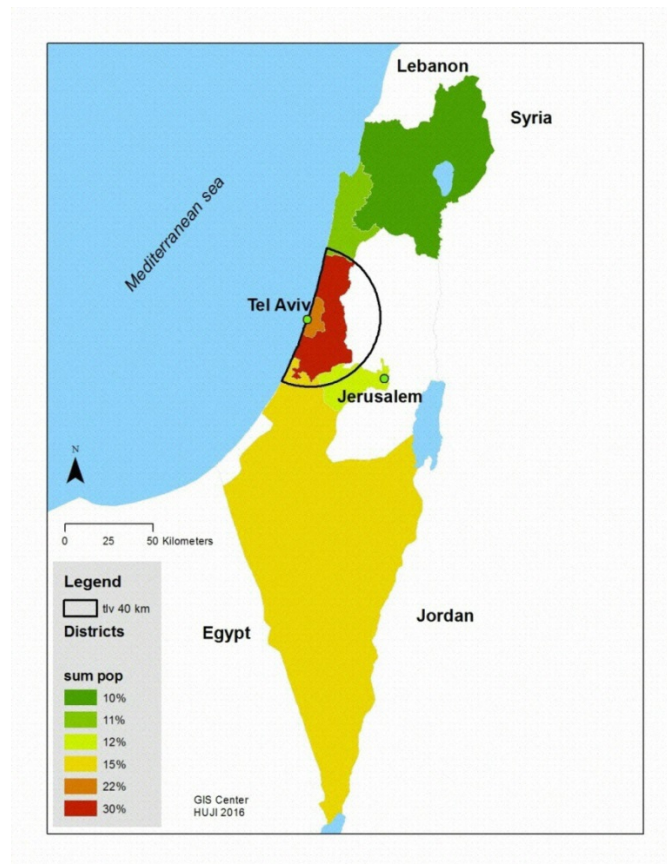 Lebanon
Syria
Mediterranean sea
Tel Aviv
Jerusalem
N
0 25 50 Kilometers
Legend
tlv 40 km
Districts
Egypt
Jordan
sum pop
10%
11%
12%
15%
22%
30%
GIS Center
HUJI 2016